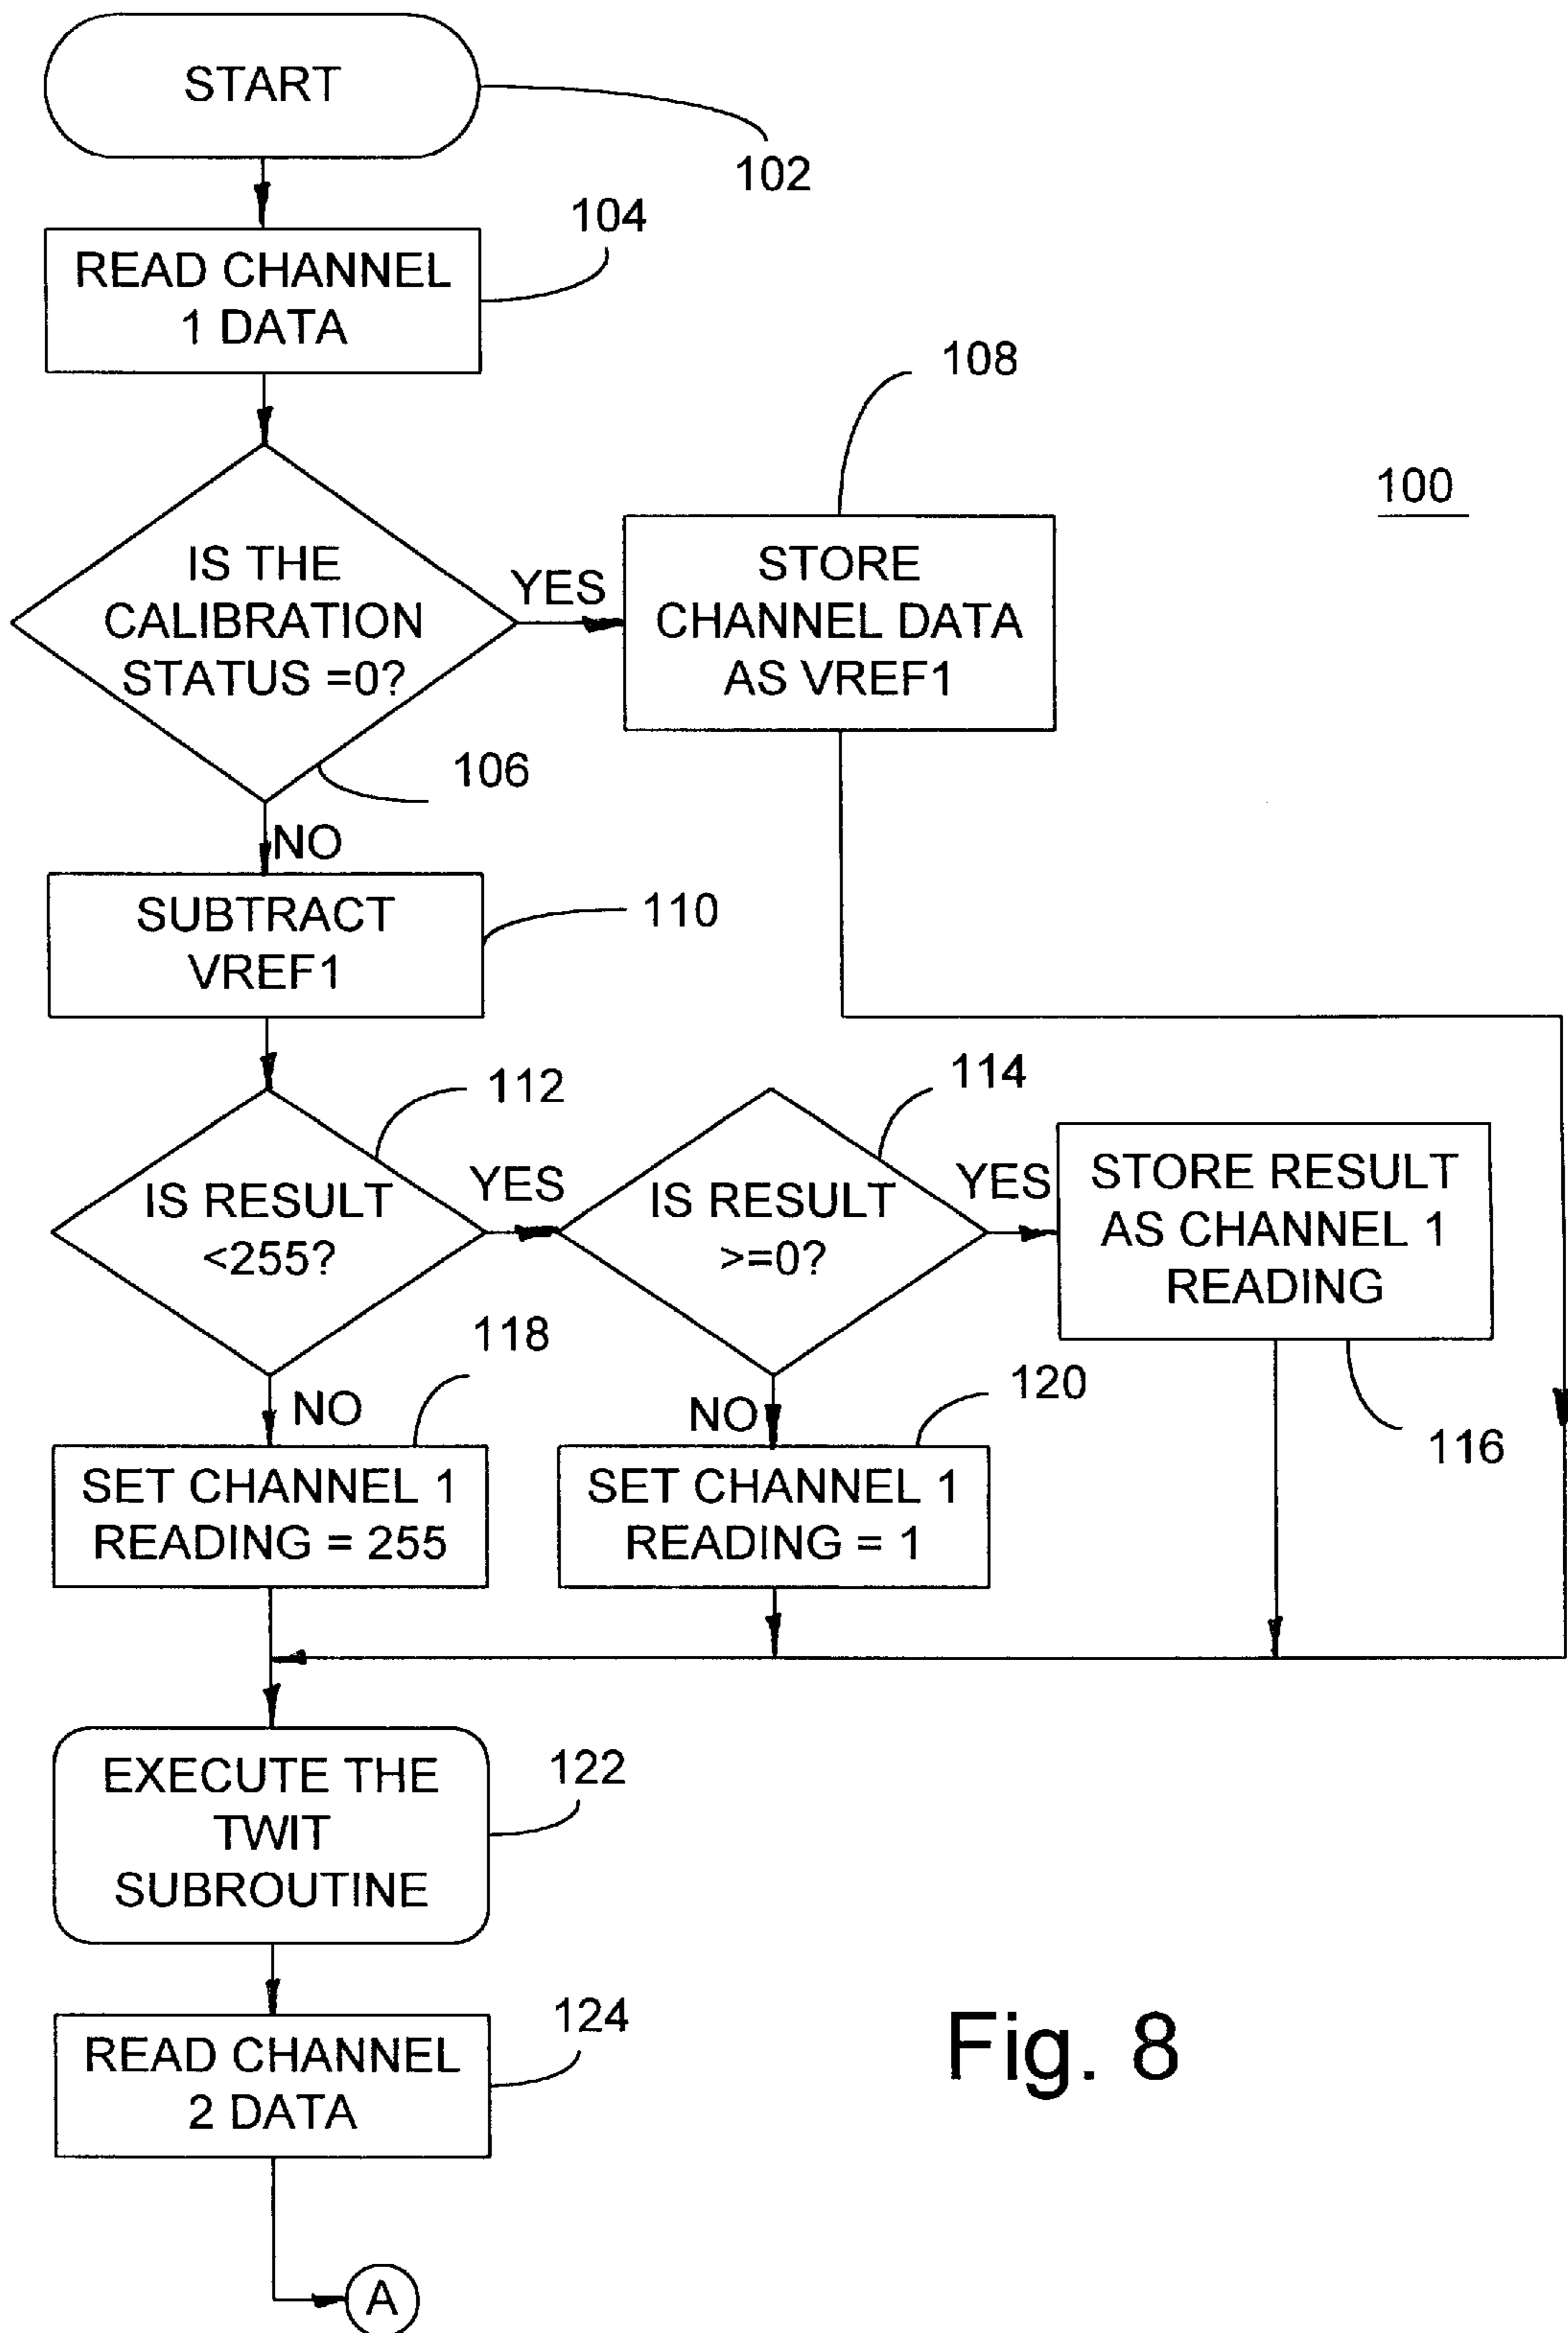 START
102
104
READ CHANNEL
1 DATA
108
100
IS THE
CALIBRATION
STATUS =0?
YES
STORE
CHANNEL DATA
AS VREF1
106
NO
SUBTRACT
VREF1
110
112
114
IS RESULT
<255?
YES
IS RESULT
>=0?
YES
STORE RESULT
AS CHANNEL 1
READING
118
120
116
NO
NO
SET CHANNEL 1
READING = 255
SET CHANNEL 1
READING = 1
EXECUTE THE
TWIT
SUBROUTINE
122
READ CHANNEL
2 DATA
124
Fig. 8
A